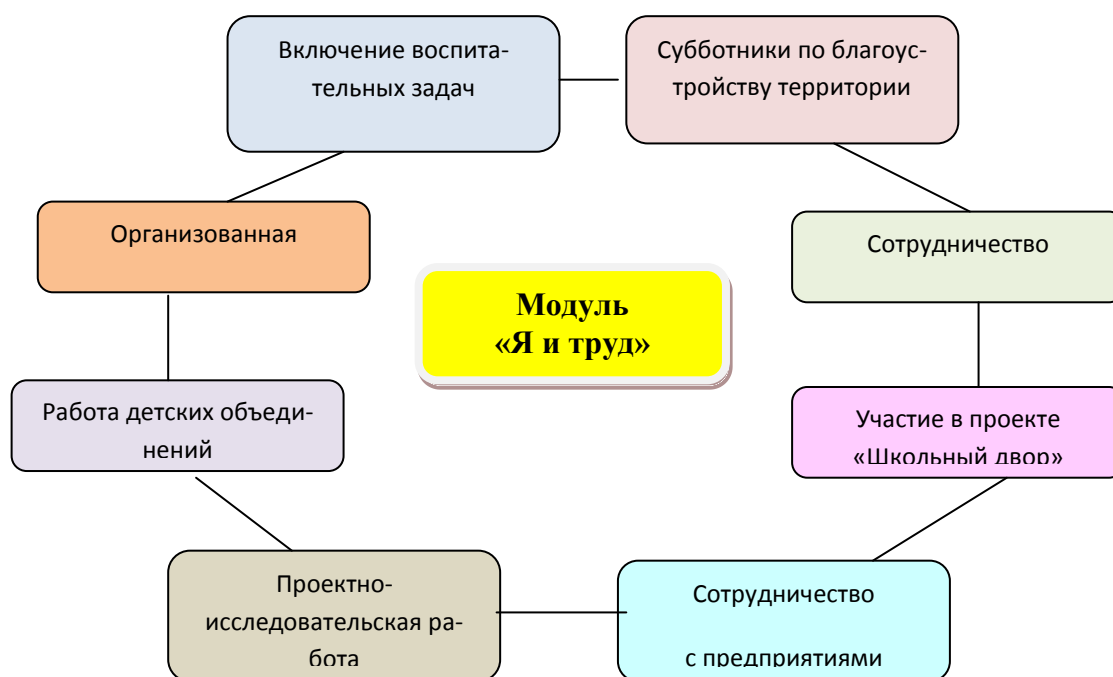 Включение воспита-
тельных задач
Субботники по благоус-
тройству территории
Организованная
Сотрудничество
Модуль
«Я и труд»
Работа детских объеди-
нений
Участие в проекте
«Школьный двор»
Проектно-
исследовательская ра-
бота
Сотрудничество
с предприятиями